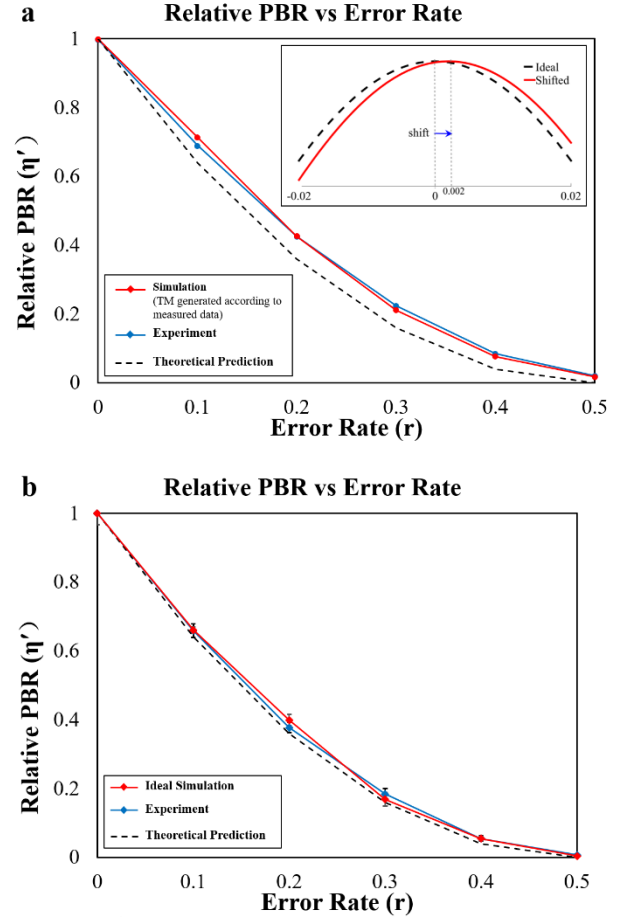 a
Relative PBR vs Error Rate
1
0.8
0.6
0.4
0.2
0
Relative PBR (η′)
Ideal
Shifted
shift
-0.02
0
0.002
0.02
Simulation
(TM generated according to
measured data)
Experiment
Theoretical Prediction
0 0.1 0.2 0.3 0.4 0.5
Error Rate (r)
b
Relative PBR vs Error Rate
1
0.8
0.6
0.4
0.2
0
Relative PBR (η′)
Ideal Simulation
Experiment
Theoretical Prediction
0 0.1 0.2 0.3 0.4 0.5
Error Rate (r)